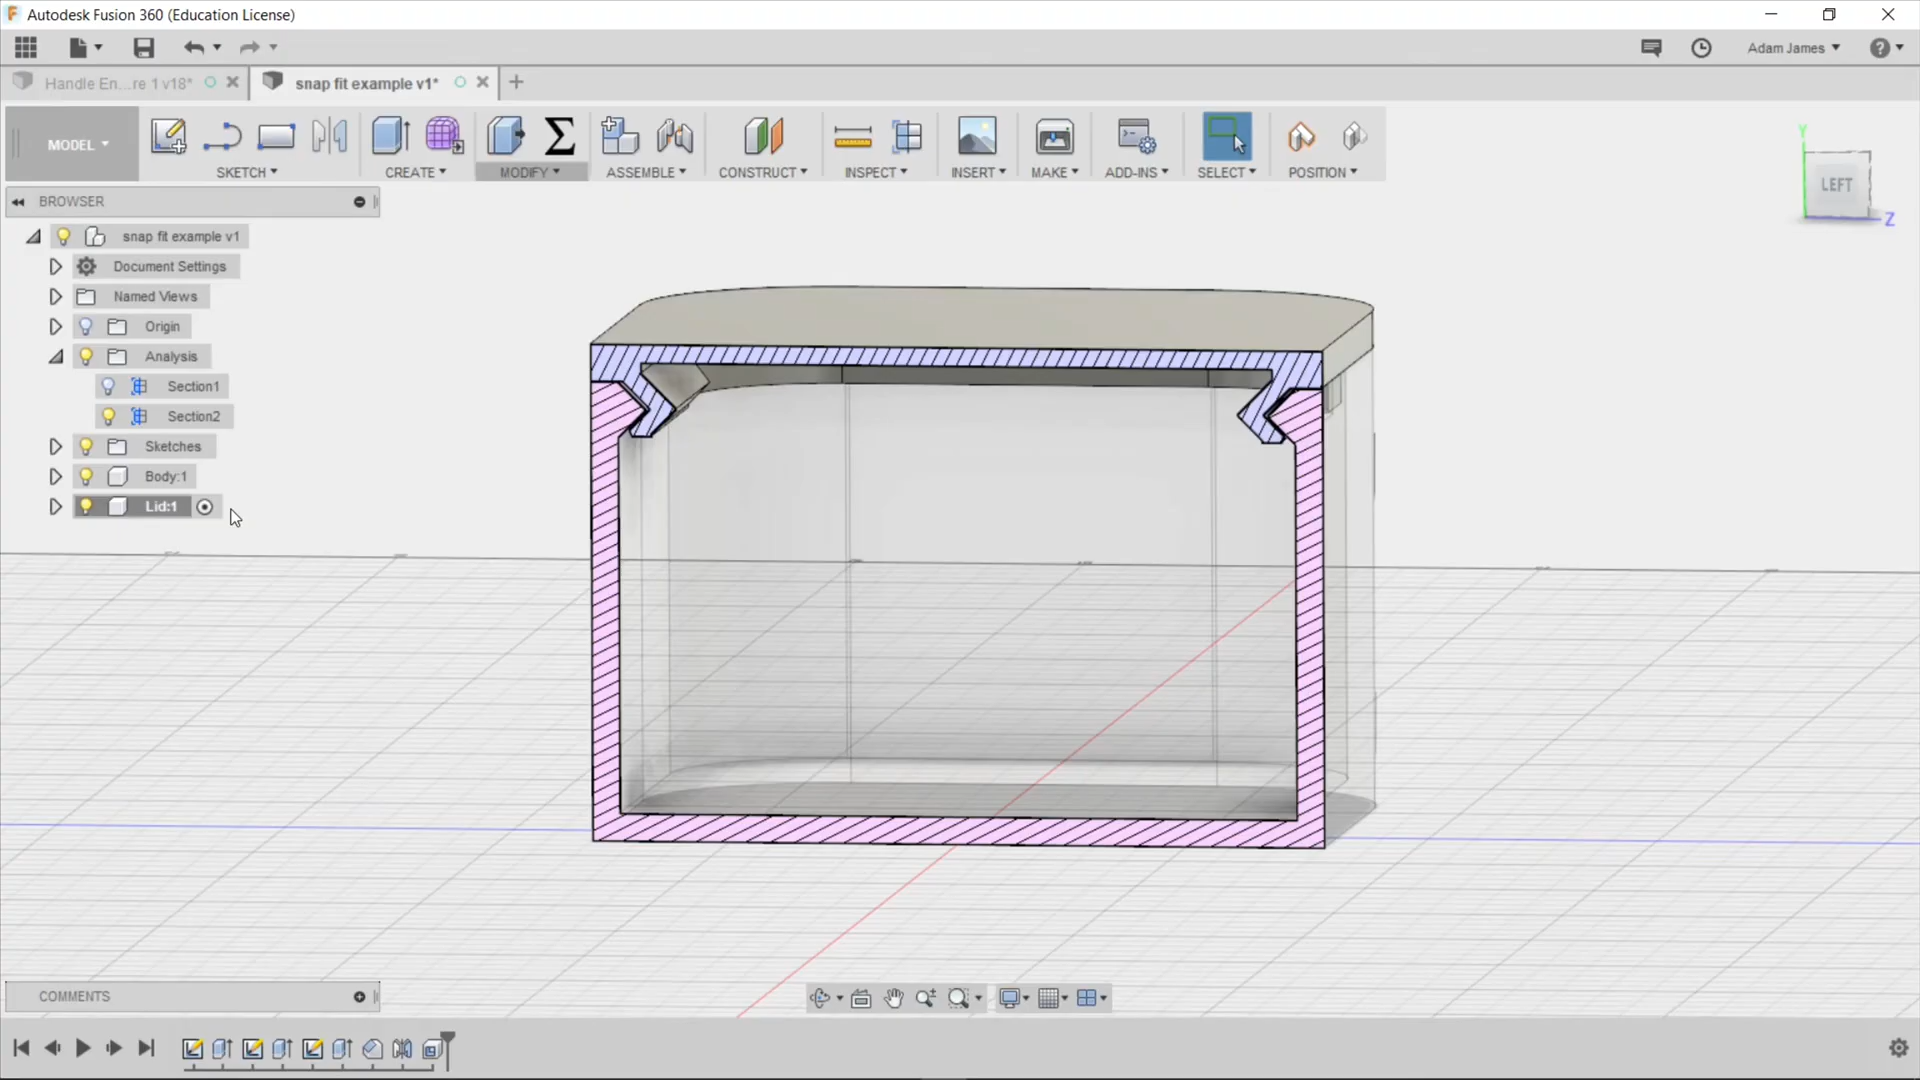 Autodesk Fusion 360 (Education License)
Adam James
Handle En...re 1 v18*
snap fit example v1*
MODEL
SKETCH
CREATE
MODIFY
ASSEMBLE
CONSTRUCT
INSPECT
INSERT
MAKE
ADD-INS
SELECT
POSITION
Y
LEFT
Z
BROWSER
snap fit example v1
Document Settings
Named Views
Origin
Analysis
Section1
Section2
Sketches
Body:1
Lid:1
COMMENTS